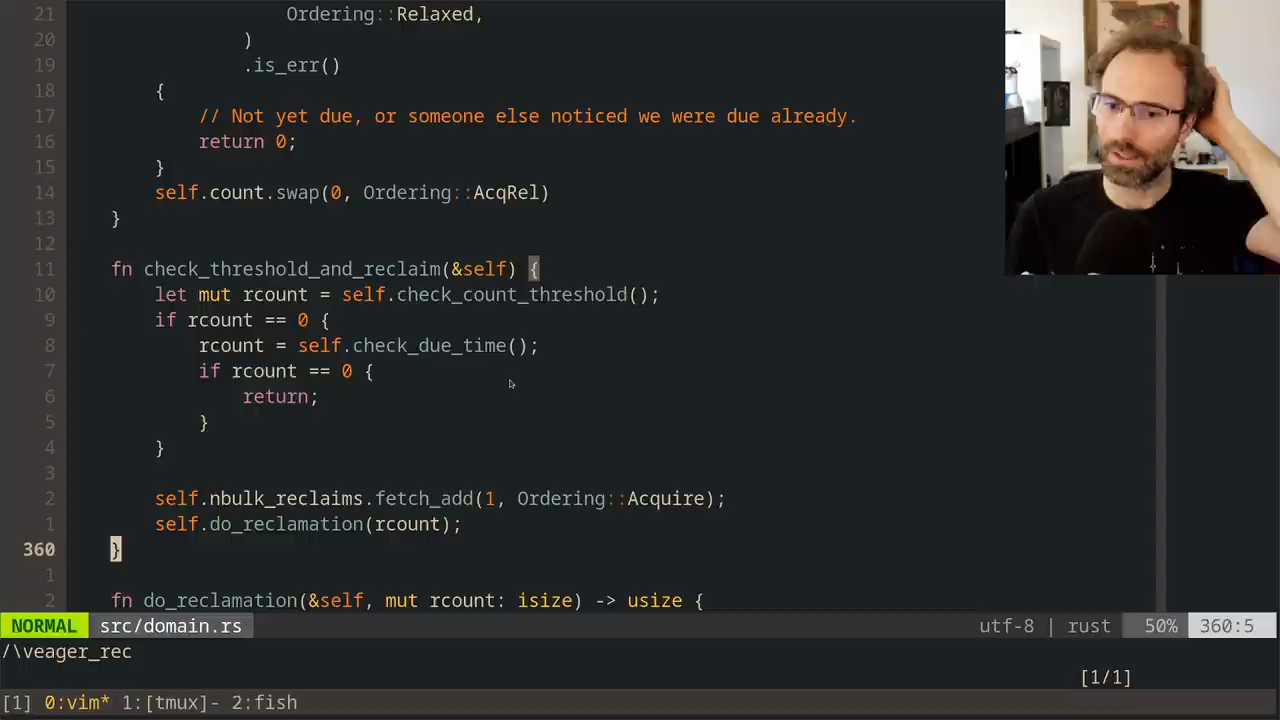 21 Ordering::Relaxed,
20 )
19 .is_err()
18 {
17 // Not yet due, or someone else noticed we were due already.
16 return 0;
15 }
14 self.count.swap(0, Ordering::AcqRel)
13 }
12
11 fn check_threshold_and_reclaim(&self) {
10 let mut rcount = self.check_count_threshold();
9 if rcount == 0 {
8 rcount = self.check_due_time();
7 if rcount == 0 {
6 return;
5 }
4 }
3
2 self.nbulk_reclaims.fetch_add(1, Ordering::Acquire);
1 self.do_reclamation(rcount);
360 }
1
2 fn do_reclamation(&self, mut rcount: isize) -> usize {
NORMAL src/domain.rs utf-8 | rust 50% 360:5
/\veager_rec
[1/1]
[1] 0:vim* 1:[tmux]- 2:fish